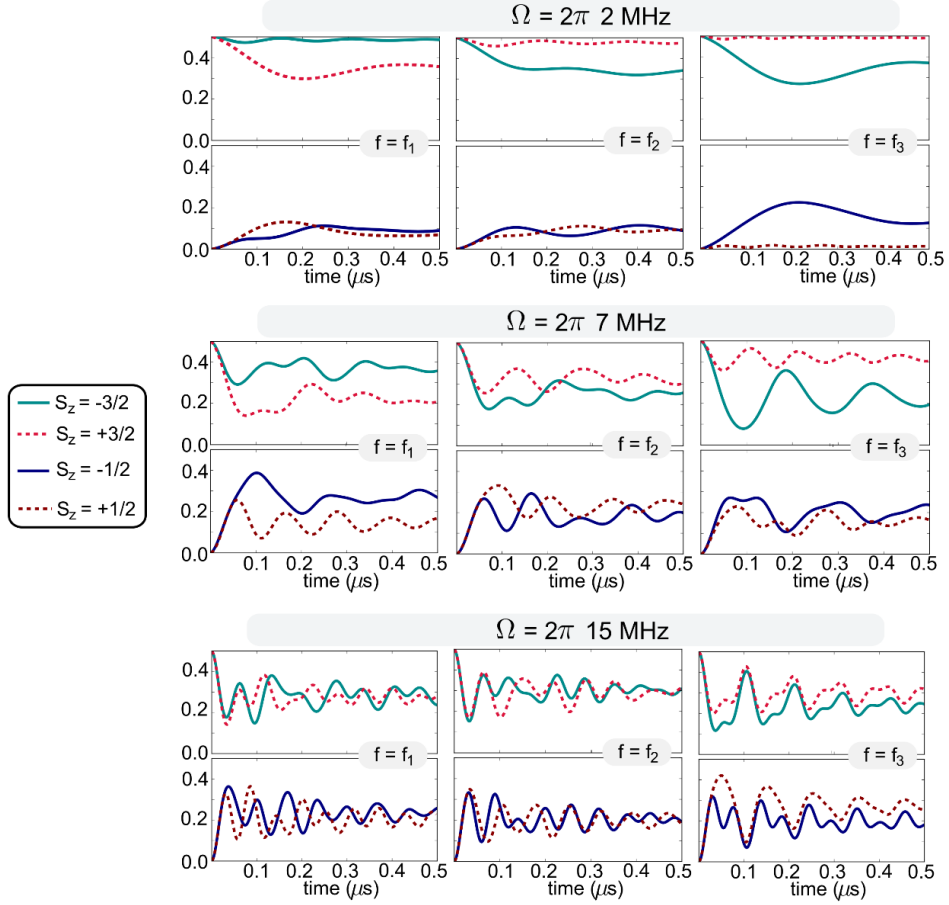 Ω = 2π 2 MHz
0.4
0.2
0.0
f = f₁
f = f₂
f = f₃
0.4
0.2
0.0
0.1 0.2 0.3 0.4 0.5
0.1 0.2 0.3 0.4 0.5
0.1 0.2 0.3 0.4 0.5
time (μs)
time (μs)
time (μs)
Ω = 2π 7 MHz
0.4
0.2
0.0
f = f₁
f = f₂
f = f₃
S_z = -3/2
S_z = +3/2
S_z = -1/2
S_z = +1/2
0.4
0.2
0.0
0.1 0.2 0.3 0.4 0.5
0.1 0.2 0.3 0.4 0.5
0.1 0.2 0.3 0.4 0.5
time (μs)
time (μs)
time (μs)
Ω = 2π 15 MHz
0.4
0.2
0.0
f = f₁
f = f₂
f = f₃
0.4
0.2
0.0
0.1 0.2 0.3 0.4 0.5
0.1 0.2 0.3 0.4 0.5
0.1 0.2 0.3 0.4 0.5
time (μs)
time (μs)
time (μs)